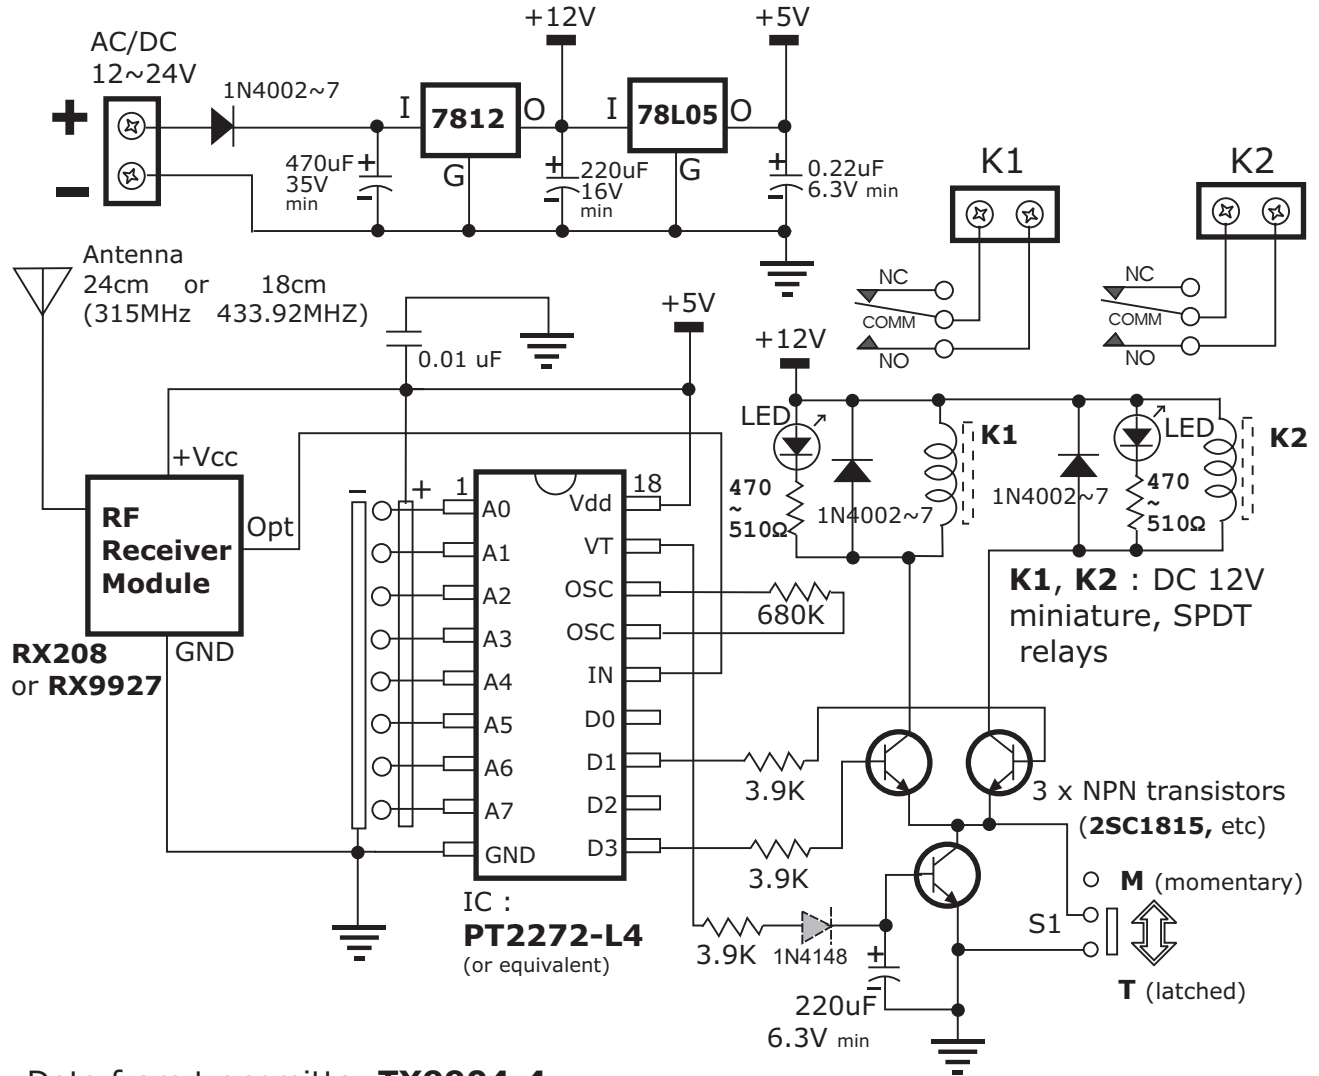 +12V
+5V
AC/DC
12~24V
1N4002~7
+
−
I
7812
O
I
78L05
O
G
G
470uF
35V
min
+
−
220uF
16V
min
+
−
0.22uF
6.3V min
+
−
K1
K2
Antenna
24cm or 18cm
(315MHz 433.92MHZ)
0.01 uF
+5V
+12V
NC
COMM
NO
NC
COMM
NO
LED
K1
470
~
510Ω
1N4002~7
LED
K2
470
~
510Ω
1N4002~7
K1, K2 : DC 12V
miniature, SPDT
relays
+Vcc
RF
Receiver
Module
Opt
GND
RX208
or RX9927
−
+
1
18
A0
A1
A2
A3
A4
A5
A6
A7
GND
Vdd
VT
OSC
OSC
IN
D0
D1
D2
D3
680K
3.9K
3.9K
IC :
PT2272-L4
(or equivalent)
3 x NPN transistors
(2SC1815, etc)
3.9K
1N4148
+
−
220uF
6.3V min
S1
M (momentary)
T (latched)